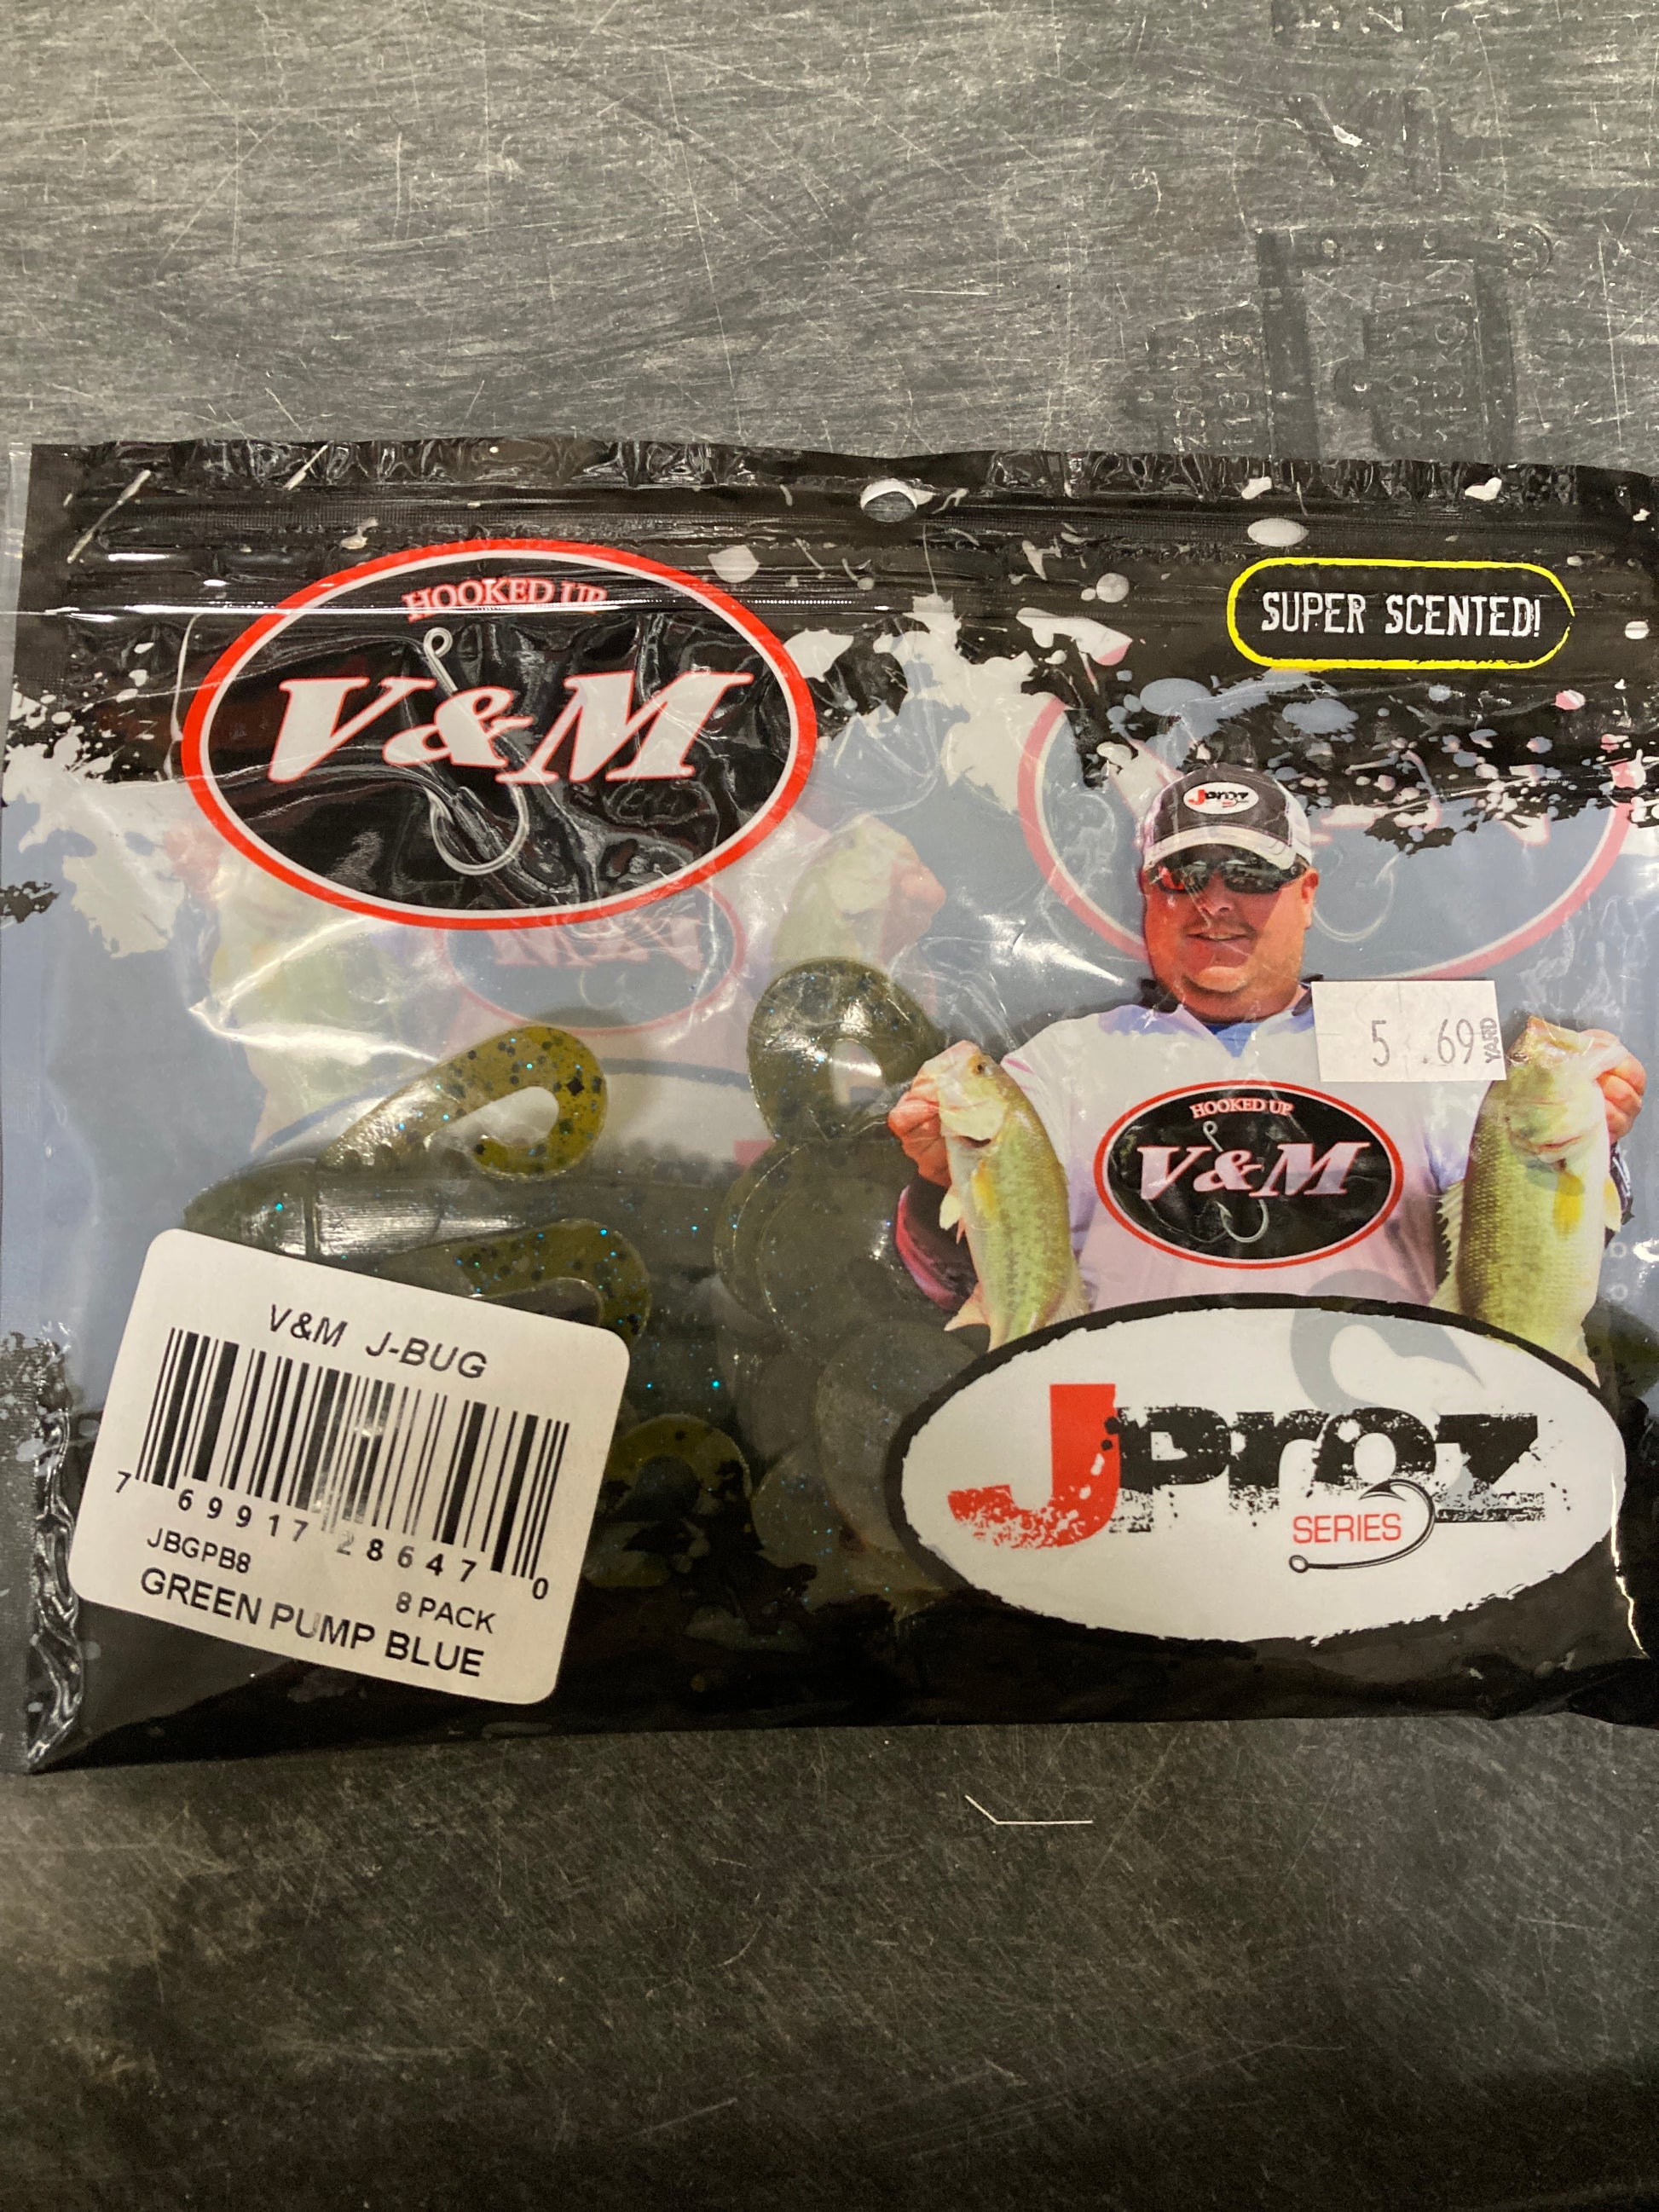 HOOKED UP
V&M
SUPER SCENTED!
Jproz
5 .69 YARD
HOOKED UP
V&M
Jproz
SERIES
V&M J-BUG
7 69917 28647 0
JBGPB8
8 PACK
GREEN PUMP BLUE